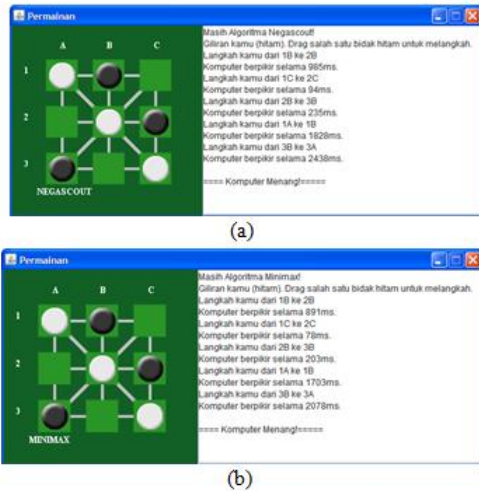 Permainan
A B C
1
2
3
NEGASCOUT
Masih Algoritma Negascout!
Giliran kamu (hitam). Drag salah satu bidak hitam untuk melangkah.
Langkah kamu dari 1B ke 2B
Komputer berpikir selama 985ms.
Langkah kamu dari 1C ke 2C
Komputer berpikir selama 94ms.
Langkah kamu dari 2B ke 3B
Komputer berpikir selama 235ms.
Langkah kamu dari 1A ke 1B
Komputer berpikir selama 1828ms.
Langkah kamu dari 3B ke 3A
Komputer berpikir selama 2438ms.
==== Komputer Menang!=====
(a)
Permainan
A B C
1
2
3
MINIMAX
Masih Algoritma Minimax!
Giliran kamu (hitam). Drag salah satu bidak hitam untuk melangkah.
Langkah kamu dari 1B ke 2B
Komputer berpikir selama 891ms.
Langkah kamu dari 1C ke 2C
Komputer berpikir selama 78ms.
Langkah kamu dari 2B ke 3B
Komputer berpikir selama 203ms.
Langkah kamu dari 1A ke 1B
Komputer berpikir selama 1703ms.
Langkah kamu dari 3B ke 3A
Komputer berpikir selama 2078ms.
==== Komputer Menang!=====
(b)